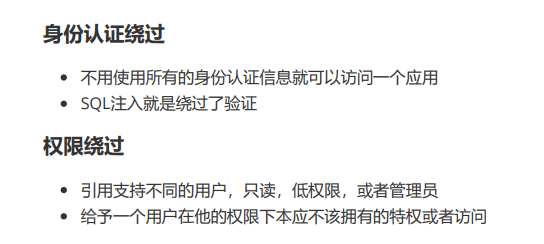 身份认证绕过
不用使用所有的身份认证信息就可以访问一个应用
SQL注入就是绕过了验证
权限绕过
引用支持不同的用户，只读，低权限，或者管理员
给予一个用户在他的权限下本应不该拥有的特权或者访问